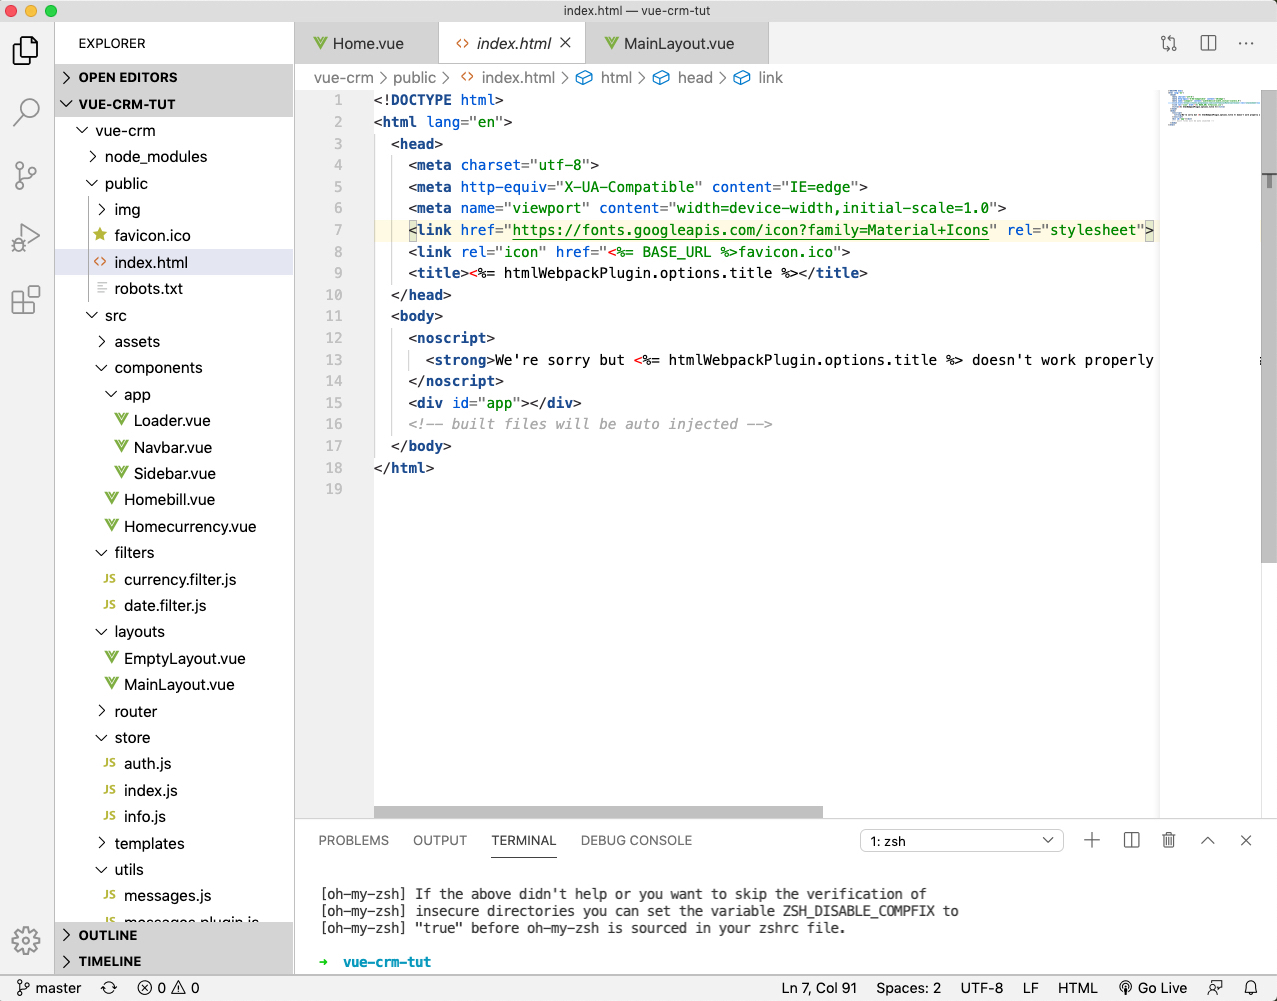 index.html — vue-crm-tut
EXPLORER
OPEN EDITORS
VUE-CRM-TUT
vue-crm
node_modules
public
img
favicon.ico
index.html
robots.txt
src
assets
components
app
Loader.vue
Navbar.vue
Sidebar.vue
Homebill.vue
Homecurrency.vue
filters
JS currency.filter.js
JS date.filter.js
layouts
EmptyLayout.vue
MainLayout.vue
router
store
JS auth.js
JS index.js
JS info.js
templates
utils
JS messages.js
JS messages.plugin.js
OUTLINE
TIMELINE
Home.vue
index.html
MainLayout.vue
vue-crm > public > index.html > html > head > link
1 <!DOCTYPE html>
2 <html lang="en">
3 <head>
4 <meta charset="utf-8">
5 <meta http-equiv="X-UA-Compatible" content="IE=edge">
6 <meta name="viewport" content="width=device-width,initial-scale=1.0">
7 <link href="https://fonts.googleapis.com/icon?family=Material+Icons" rel="stylesheet">
8 <link rel="icon" href="<%= BASE_URL %>favicon.ico">
9 <title><%= htmlWebpackPlugin.options.title %></title>
10 </head>
11 <body>
12 <noscript>
13 <strong>We're sorry but <%= htmlWebpackPlugin.options.title %> doesn't work properly
14 </noscript>
15 <div id="app"></div>
16 <!-- built files will be auto injected -->
17 </body>
18 </html>
19
PROBLEMS OUTPUT TERMINAL DEBUG CONSOLE 1: zsh
[oh-my-zsh] If the above didn't help or you want to skip the verification of
[oh-my-zsh] insecure directories you can set the variable ZSH_DISABLE_COMPFIX to
[oh-my-zsh] "true" before oh-my-zsh is sourced in your zshrc file.
→ vue-crm-tut
master 0 0 Ln 7, Col 91 Spaces: 2 UTF-8 LF HTML Go Live